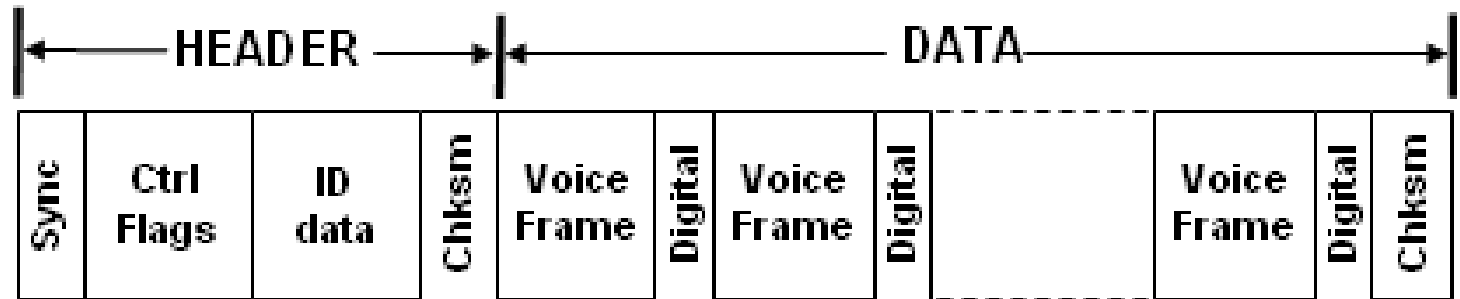 HEADER
DATA
Sync
Ctrl
Flags
ID
data
Chksm
Voice
Frame
Digital
Voice
Frame
Digital
Voice
Frame
Digital
Chksm